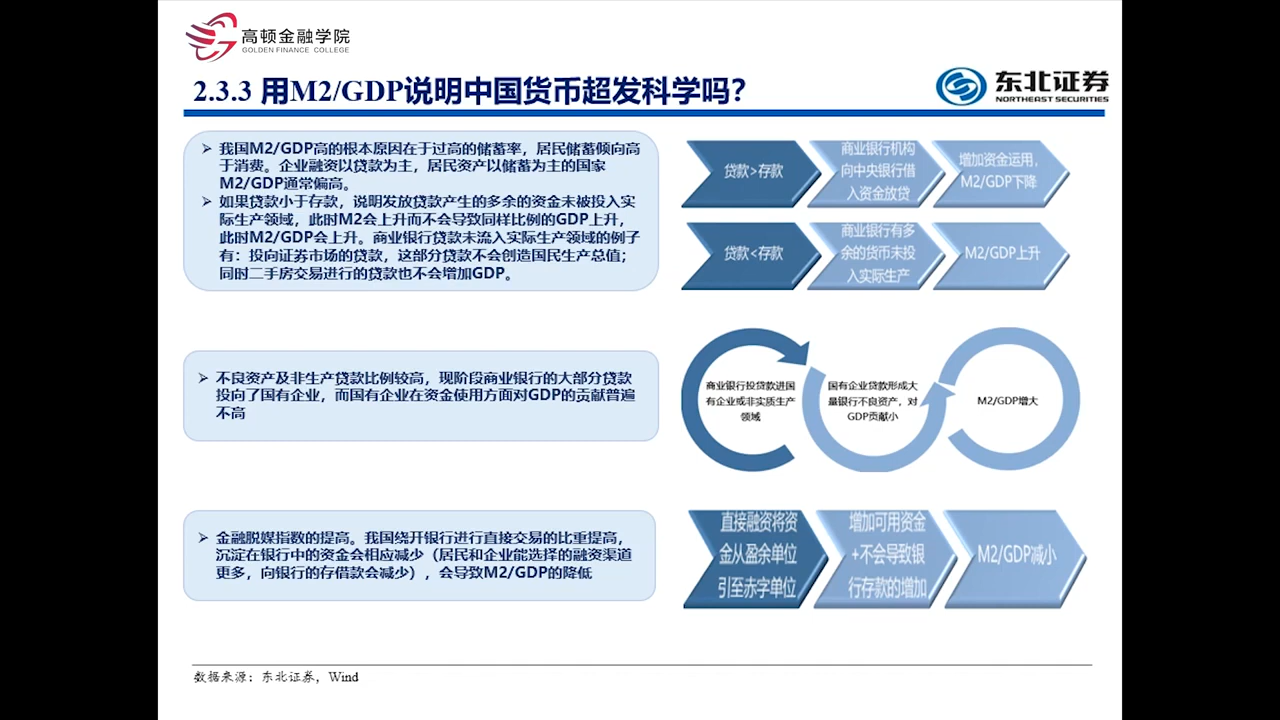 高顿金融学院
GOLDEN FINANCE COLLEGE
2.3.3 用M2/GDP说明中国货币超发科学吗？
东北证券
NORTHEAST SECURITIES
➢ 我国M2/GDP高的根本原因在于过高的储蓄率，居民储蓄倾向高
于消费。企业融资以贷款为主，居民资产以储蓄为主的国家
M2/GDP通常偏高。
➢ 如果贷款小于存款，说明发放贷款产生的多余的资金未被投入实
际生产领域，此时M2会上升而不会导致同样比例的GDP上升，
此时M2/GDP会上升。商业银行贷款未流入实际生产领域的例子
有：投向证券市场的贷款，这部分贷款不会创造国民生产总值；
同时二手房交易进行的贷款也不会增加GDP。
贷款>存款
商业银行机构
向中央银行借
入资金放贷
增加资金运用，
M2/GDP下降
贷款<存款
商业银行有多
余的货币未投
入实际生产
M2/GDP上升
➢ 不良资产及非生产贷款比例较高，现阶段商业银行的大部分贷款
投向了国有企业，而国有企业在资金使用方面对GDP的贡献普遍
不高
商业银行投贷款进国
有企业或非实质生产
领域
国有企业贷款形成大
量银行不良资产，对
GDP贡献小
M2/GDP增大
➢ 金融脱媒指数的提高。我国绕开银行进行直接交易的比重提高，
沉淀在银行中的资金会相应减少（居民和企业能选择的融资渠道
更多，向银行的存借款会减少），会导致M2/GDP的降低
直接融资将资
金从盈余单位
引至赤字单位
增加可用资金
+不会导致银
行存款的增加
M2/GDP减小
数据来源：东北证券，Wind